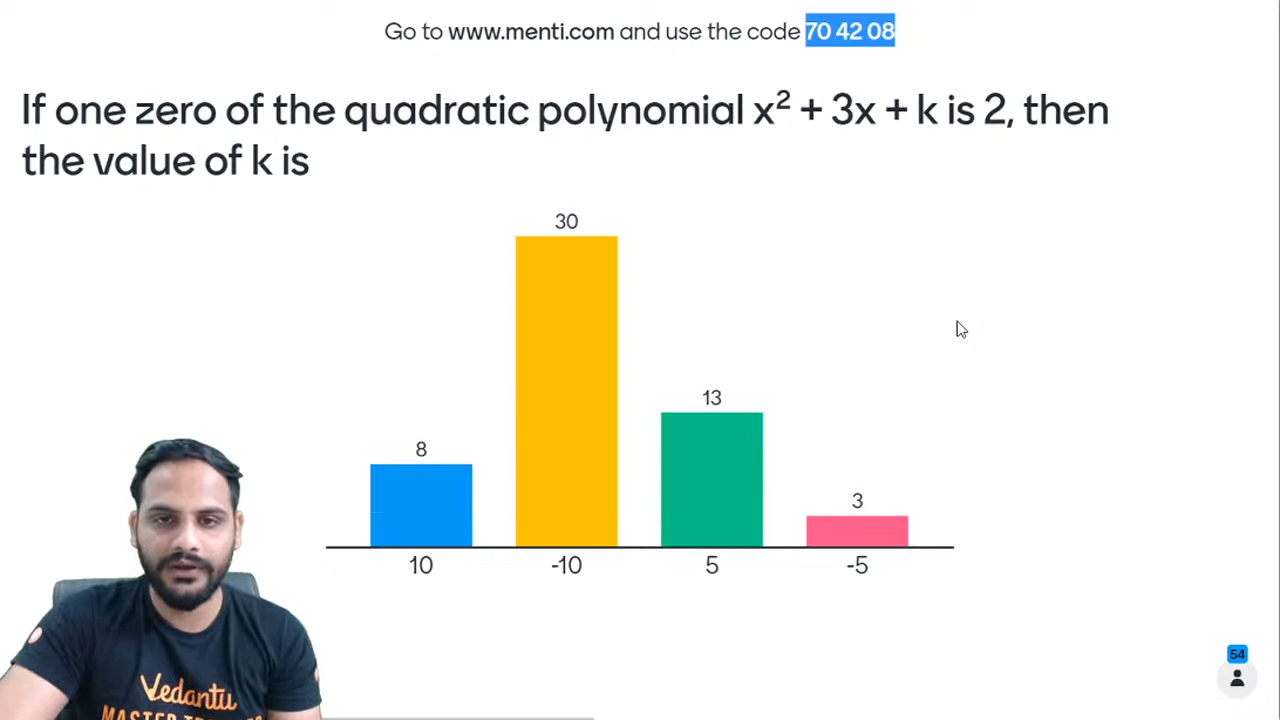 Go to www.menti.com and use the code 70 42 08
If one zero of the quadratic polynomial x² + 3x + k is 2, then
the value of k is
30
13
8
3
10 -10 5 -5
54
Vedantu